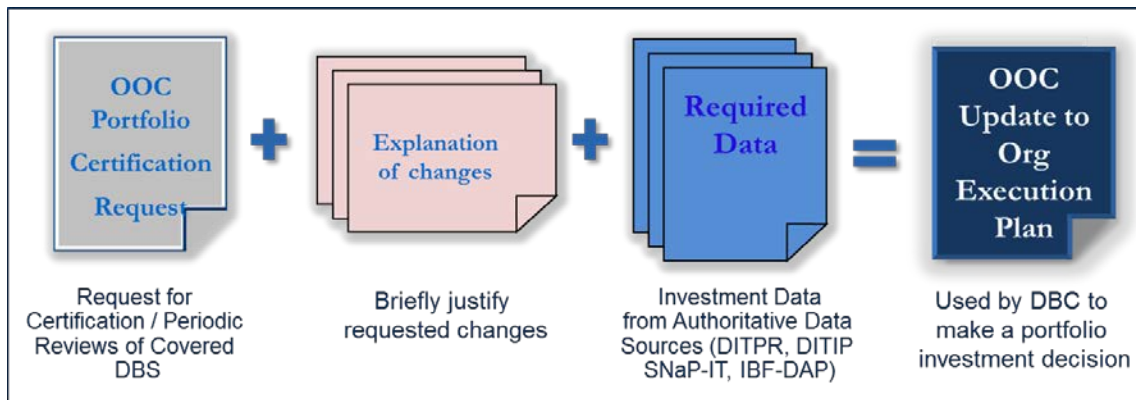 OOC
Portfolio
Certification
Request
+
Explanation
of changes
+
Required
Data
=
OOC
Update to
Org
Execution
Plan
Request for
Certification / Periodic
Reviews of Covered
DBS
Briefly justify
requested changes
Investment Data
from Authoritative Data
Sources (DITPR, DITIP
SNaP-IT, IBF-DAP)
Used by DBC to
make a portfolio
investment decision